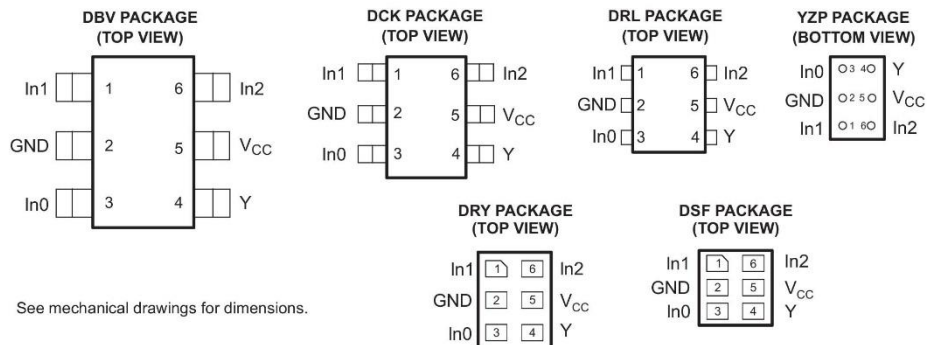 DBV PACKAGE
(TOP VIEW)
In1 1 6 In2
GND 2 5 VCC
In0 3 4 Y
DCK PACKAGE
(TOP VIEW)
In1 1 6 In2
GND 2 5 VCC
In0 3 4 Y
DRL PACKAGE
(TOP VIEW)
In1 1 6 In2
GND 2 5 VCC
In0 3 4 Y
YZP PACKAGE
(BOTTOM VIEW)
In0 3 4 Y
GND 2 5 VCC
In1 1 6 In2
DRY PACKAGE
(TOP VIEW)
In1 1 6 In2
GND 2 5 VCC
In0 3 4 Y
DSF PACKAGE
(TOP VIEW)
In1 1 6 In2
GND 2 5 VCC
In0 3 4 Y
See mechanical drawings for dimensions.